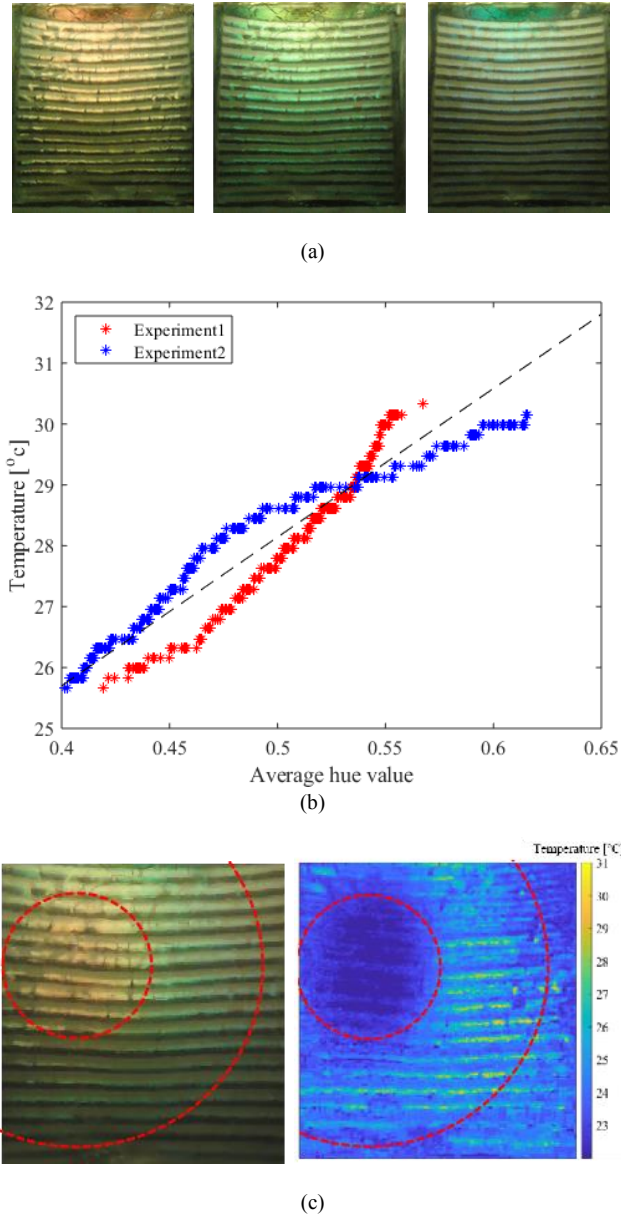 (a)
32
31
30
29
28
27
26
25
Temperature [°c]
Experiment1
Experiment2
0.4 0.45 0.5 0.55 0.6 0.65
Average hue value
(b)
Temperature [°C]
31
30
29
28
27
26
25
24
23
(c)